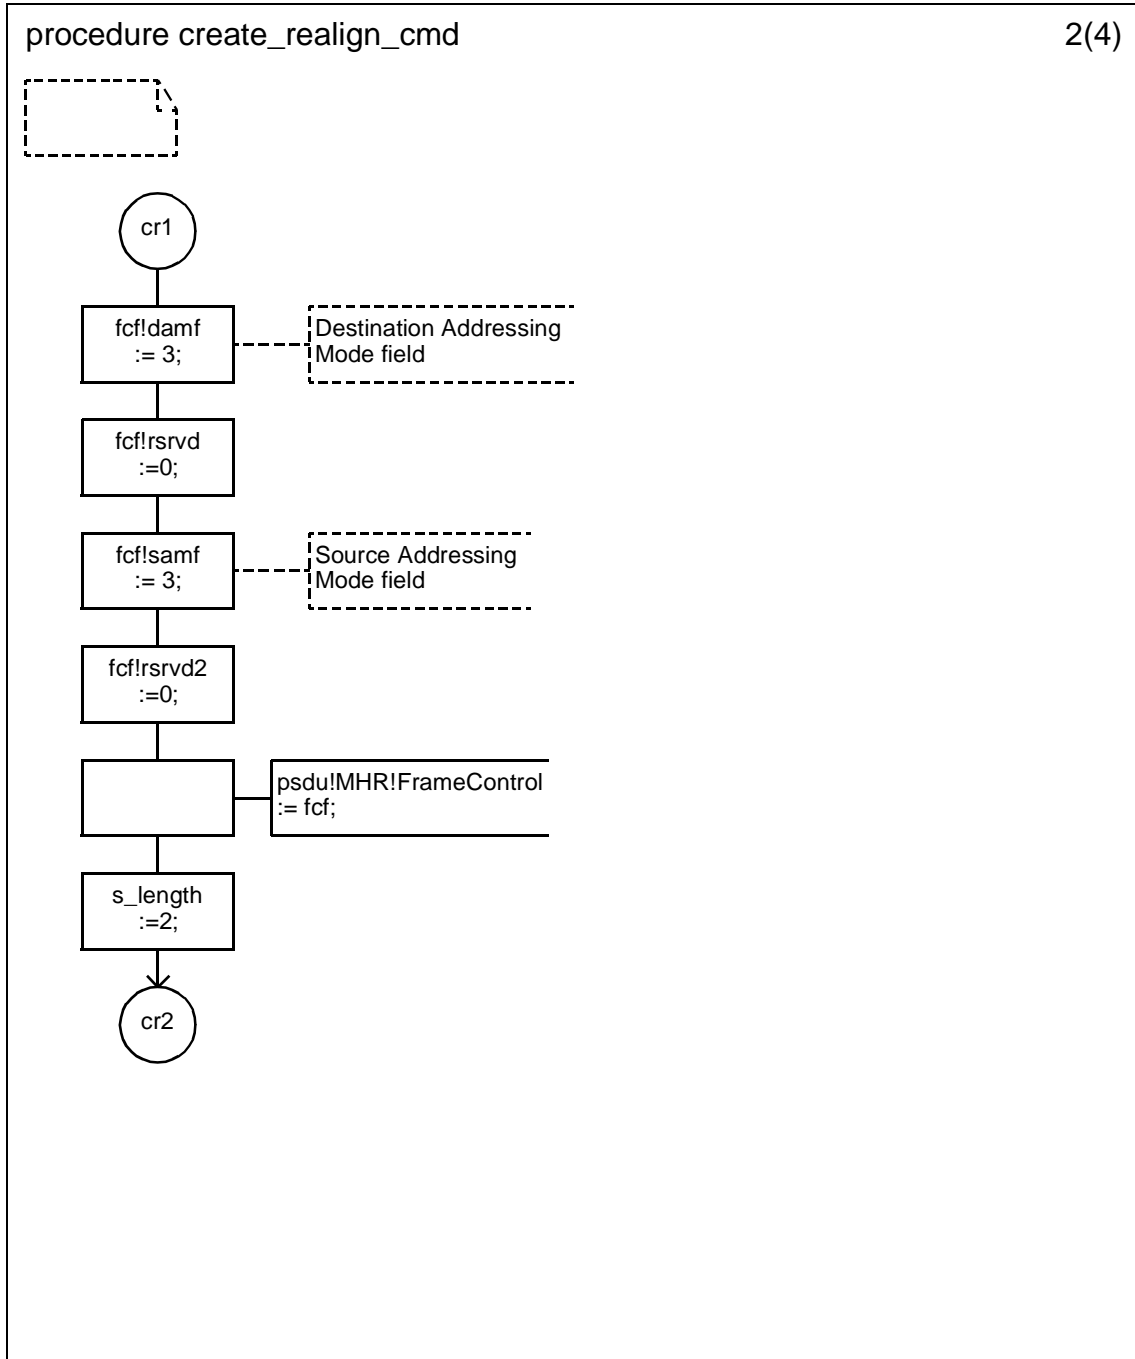 procedure create_realign_cmd
2(4)
cr1
fcf!damf
:= 3;
Destination Addressing
Mode field
fcf!rsrvd
:=0;
fcf!samf
:= 3;
Source Addressing
Mode field
fcf!rsrvd2
:=0;
psdu!MHR!FrameControl
:= fcf;
s_length
:=2;
cr2